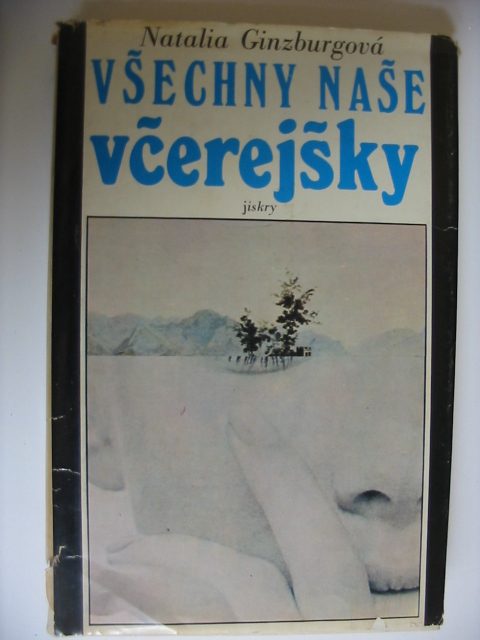 Natalia Ginzburgová
VŠECHNY NAŠE
včerejšky
jiskry